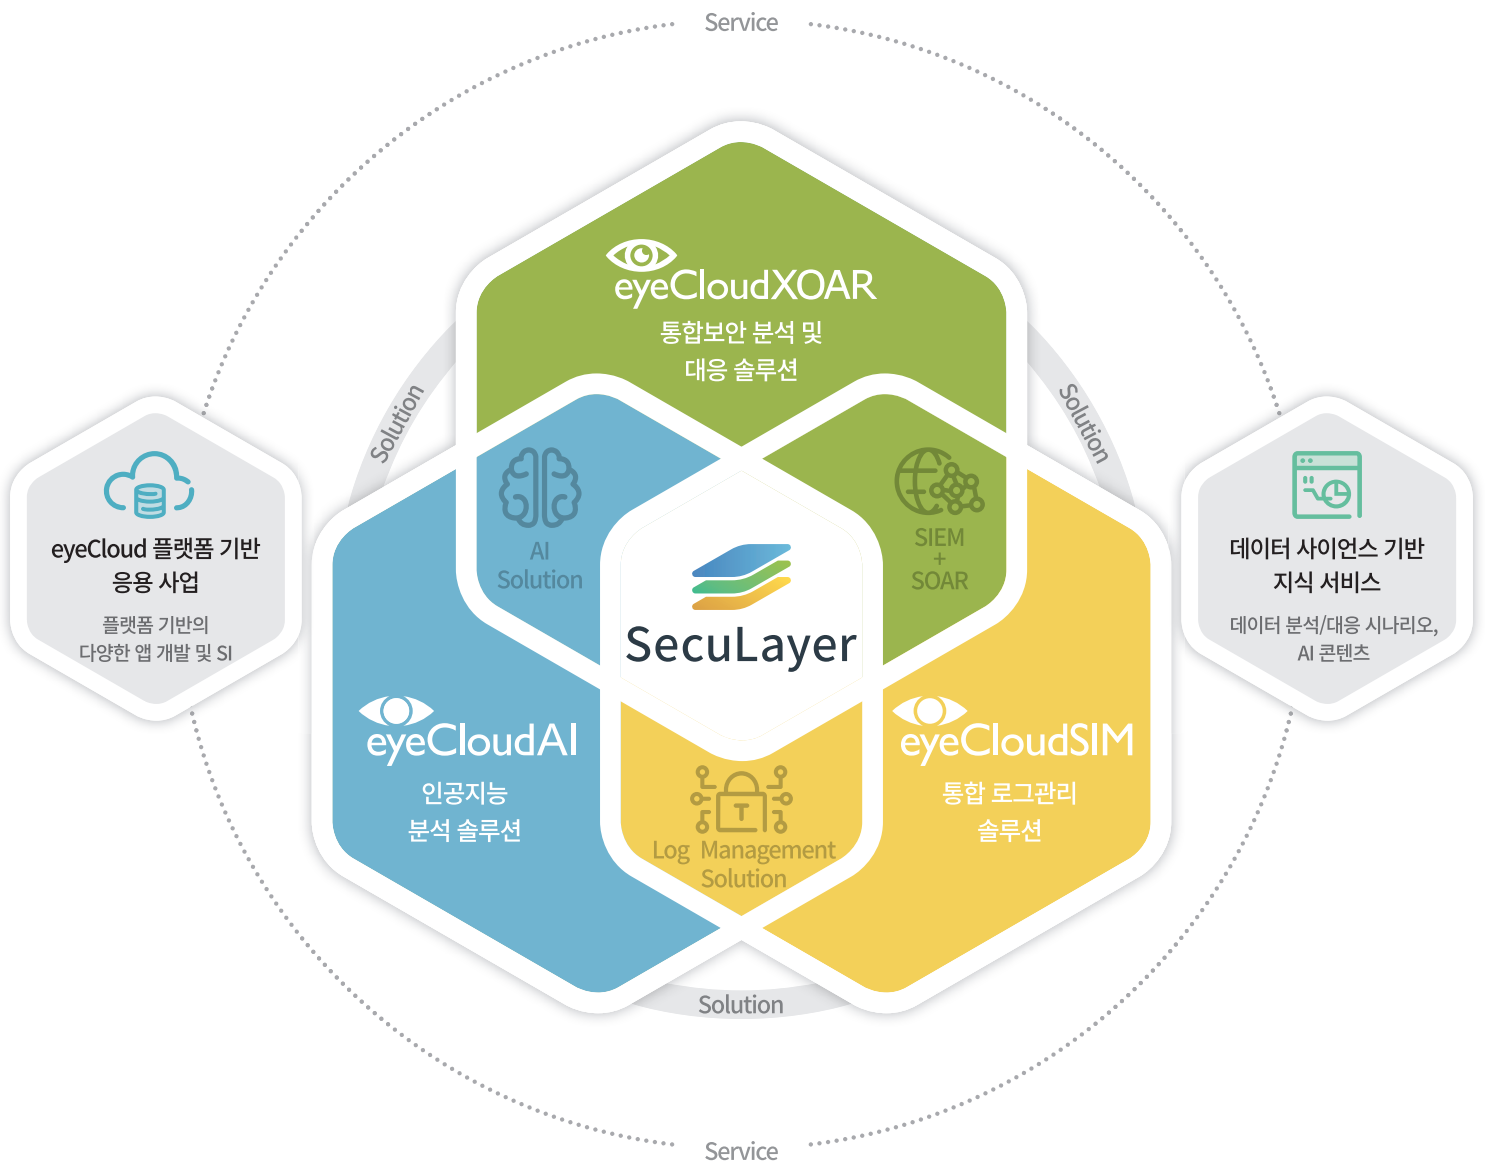 Service
eyeCloudXOAR
통합보안 분석 및
대응 솔루션
Solution
Solution
eyeCloud 플랫폼 기반
응용 사업
플랫폼 기반의
다양한 앱 개발 및 SI
AI
Solution
SIEM
+
SOAR
데이터 사이언스 기반
지식 서비스
데이터 분석/대응 시나리오,
AI 콘텐츠
SecuLayer
eyeCloudAI
인공지능
분석 솔루션
eyeCloudSIM
통합 로그관리
솔루션
Log Management
Solution
Solution
Service